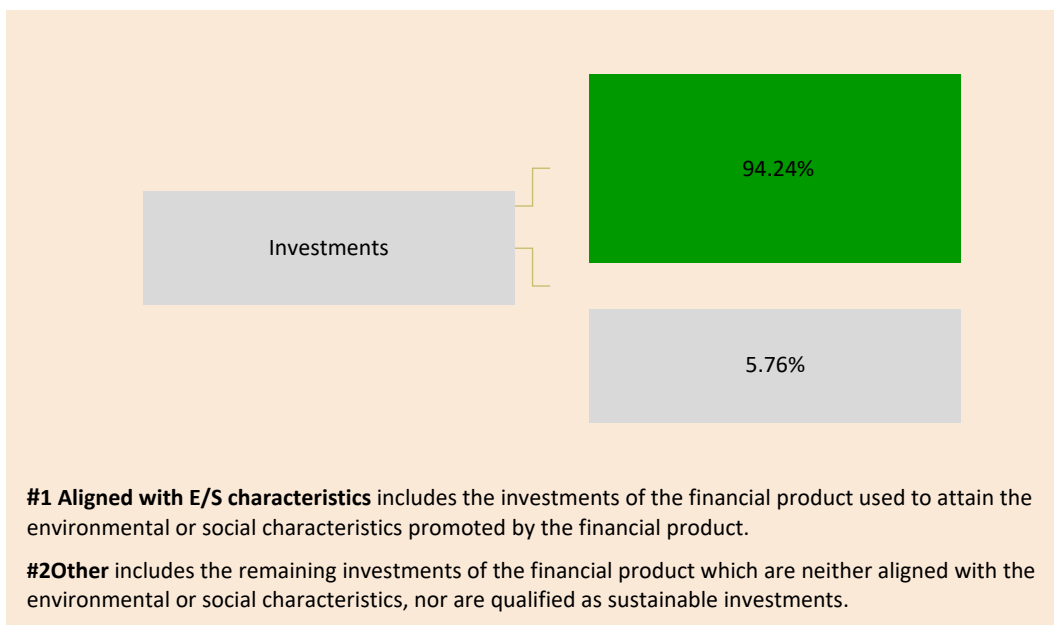 94.24%
Investments
5.76%
#1 Aligned with E/S characteristics includes the investments of the financial product used to attain the
environmental or social characteristics promoted by the financial product.
#2Other includes the remaining investments of the financial product which are neither aligned with the
environmental or social characteristics, nor are qualified as sustainable investments.